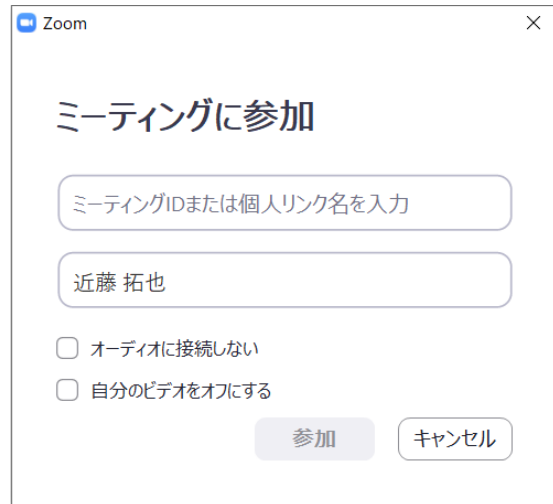 Zoom
ミーティングに参加
ミーティングIDまたは個人リンク名を入力
近藤 拓也
オーディオに接続しない
自分のビデオをオフにする
参加 キャンセル